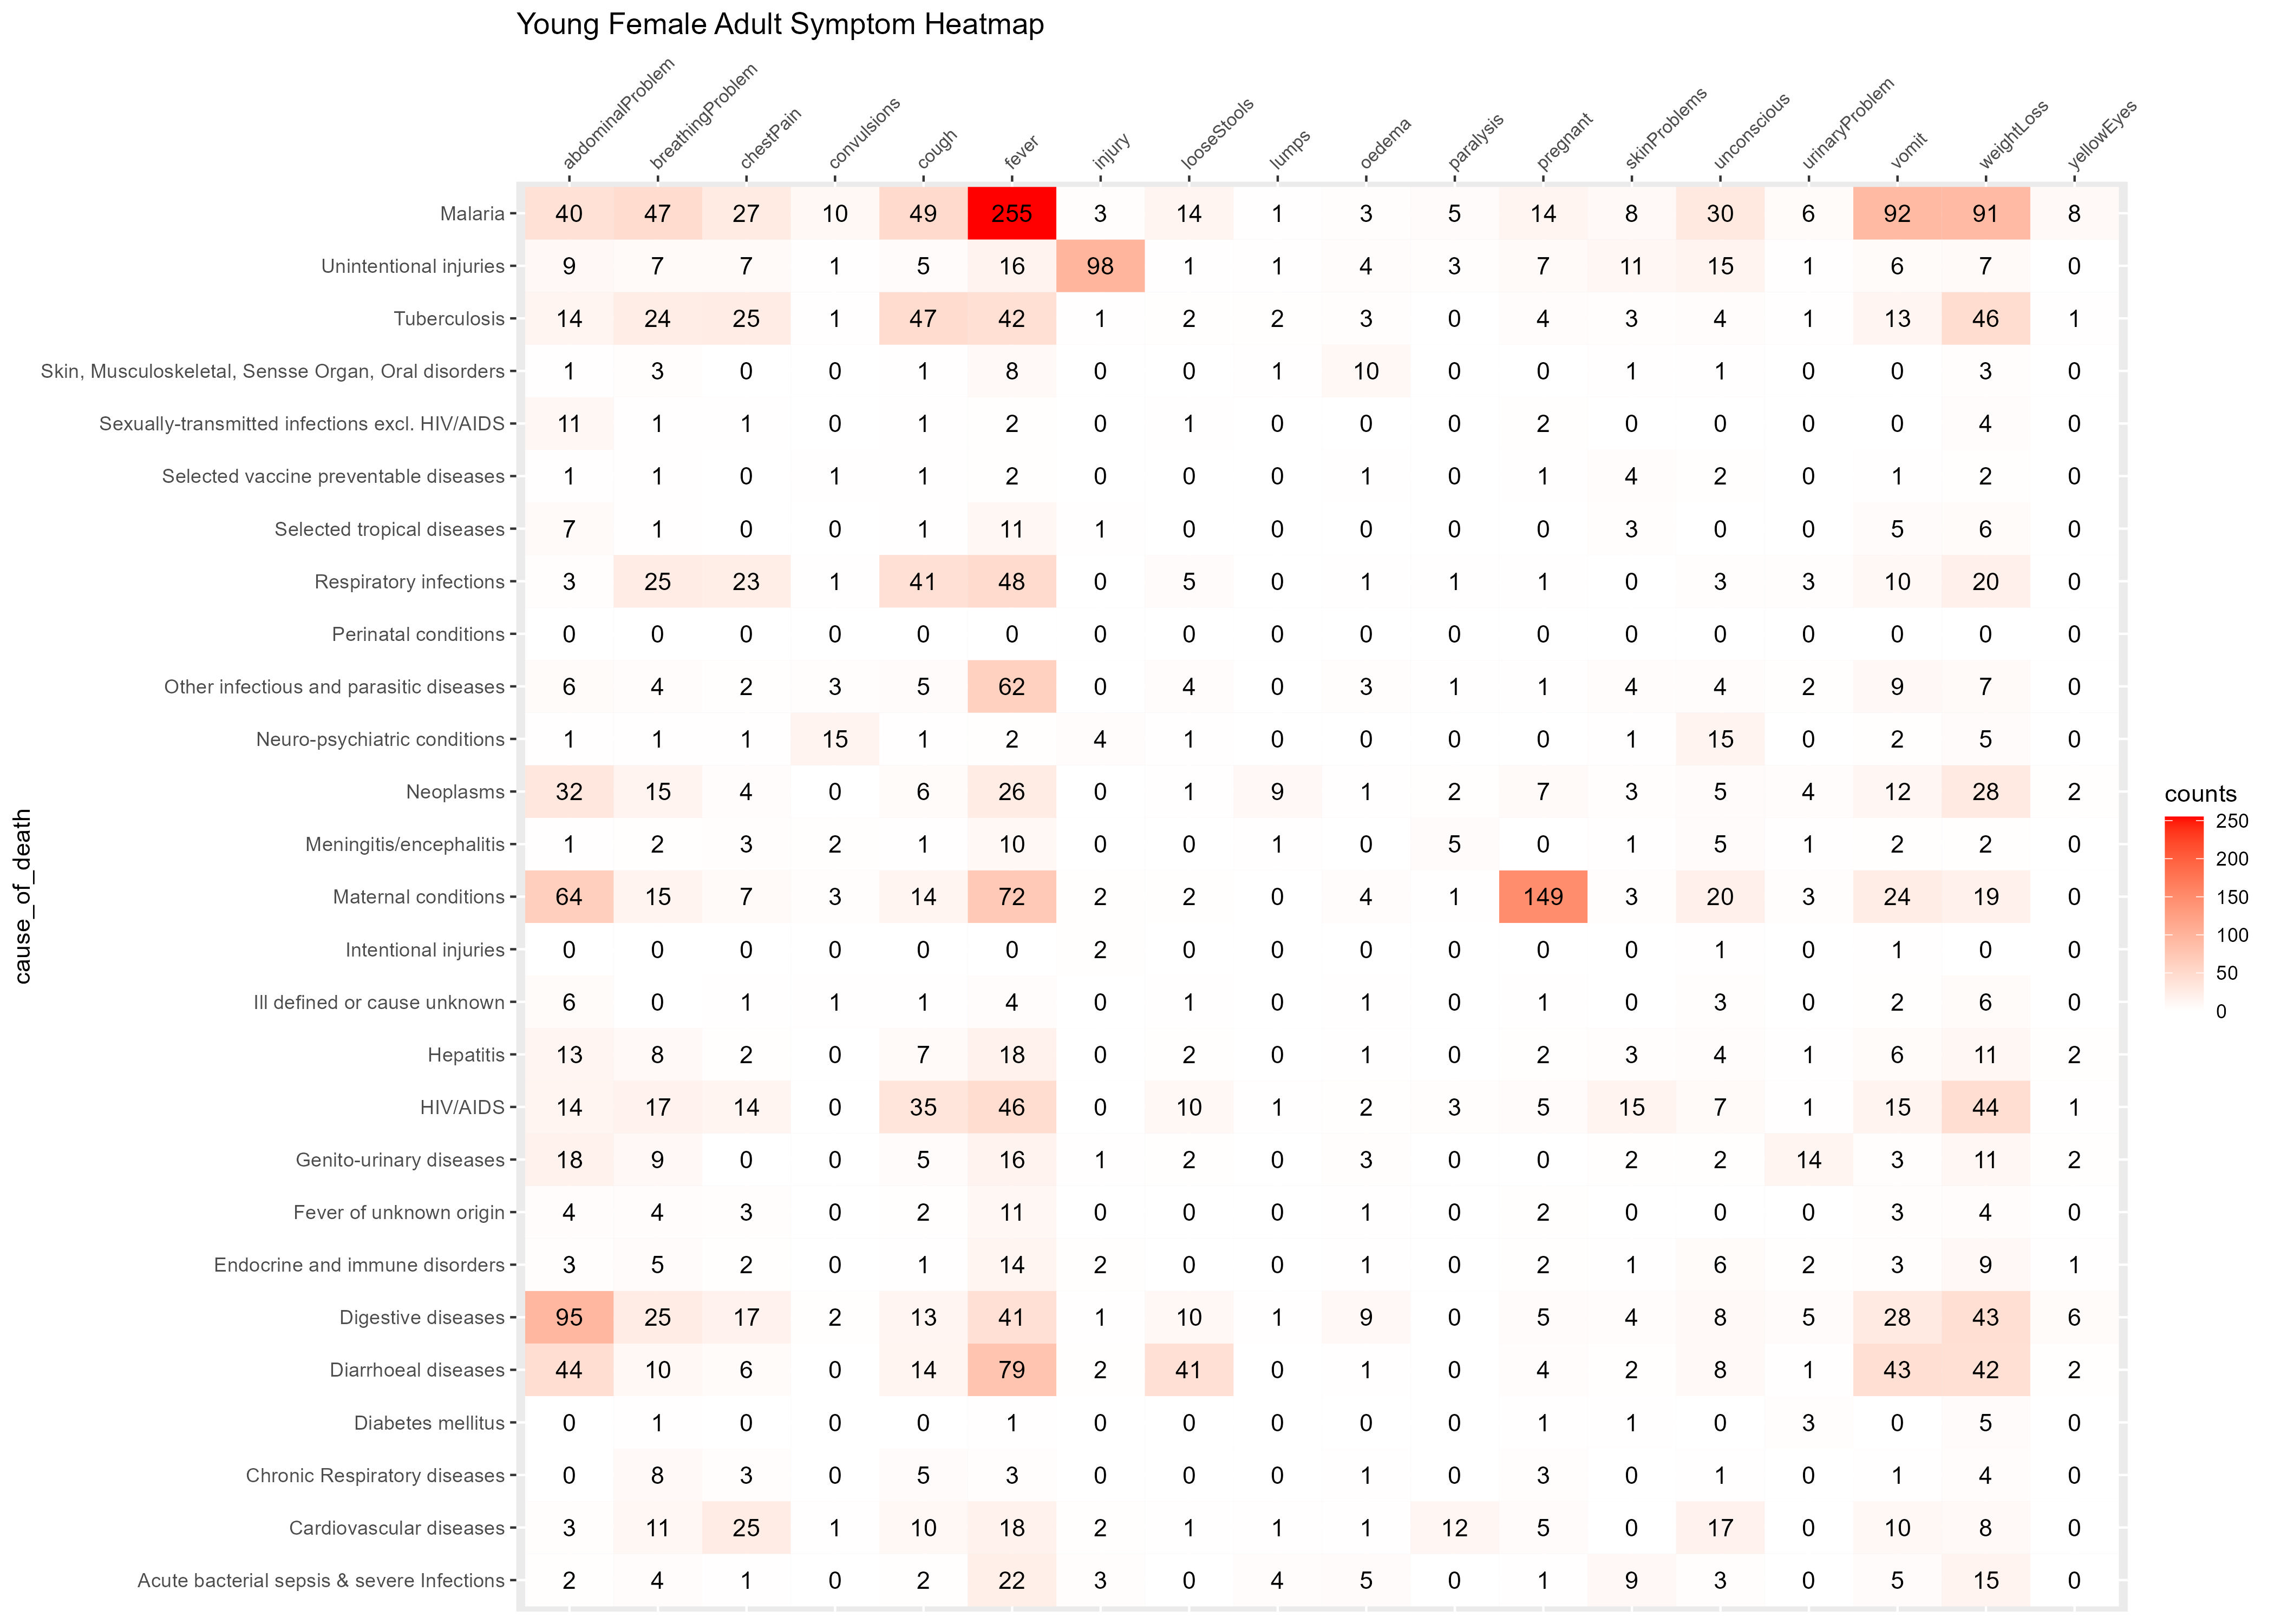 Young Female Adult Symptom Heatmap
abdominalProblem breathingProblem chestPain convulsions cough fever injury looseStools lumps oedema paralysis pregnant skinProblems unconscious urinaryProblem vomit weightLoss yellowEyes
Malaria 40 47 27 10 49 255 3 14 1 3 5 14 8 30 6 92 91 8
Unintentional injuries 9 7 7 1 5 16 98 1 1 4 3 7 11 15 1 6 7 0
Tuberculosis 14 24 25 1 47 42 1 2 2 3 0 4 3 4 1 13 46 1
Skin, Musculoskeletal, Sensse Organ, Oral disorders 1 3 0 0 1 8 0 0 1 10 0 0 1 1 0 0 3 0
Sexually-transmitted infections excl. HIV/AIDS 11 1 1 0 1 2 0 1 0 0 0 2 0 0 0 0 4 0
Selected vaccine preventable diseases 1 1 0 1 1 2 0 0 0 1 0 1 4 2 0 1 2 0
Selected tropical diseases 7 1 0 0 1 11 1 0 0 0 0 0 3 0 0 5 6 0
Respiratory infections 3 25 23 1 41 48 0 5 0 1 1 1 0 3 3 10 20 0
Perinatal conditions 0 0 0 0 0 0 0 0 0 0 0 0 0 0 0 0 0 0
Other infectious and parasitic diseases 6 4 2 3 5 62 0 4 0 3 1 1 4 4 2 9 7 0
Neuro-psychiatric conditions 1 1 1 15 1 2 4 1 0 0 0 0 1 15 0 2 5 0
Neoplasms 32 15 4 0 6 26 0 1 9 1 2 7 3 5 4 12 28 2
Meningitis/encephalitis 1 2 3 2 1 10 0 0 1 0 5 0 1 5 1 2 2 0
Maternal conditions 64 15 7 3 14 72 2 2 0 4 1 149 3 20 3 24 19 0
Intentional injuries 0 0 0 0 0 0 2 0 0 0 0 0 0 1 0 1 0 0
Ill defined or cause unknown 6 0 1 1 1 4 0 1 0 1 0 1 0 3 0 2 6 0
Hepatitis 13 8 2 0 7 18 0 2 0 1 0 2 3 4 1 6 11 2
HIV/AIDS 14 17 14 0 35 46 0 10 1 2 3 5 15 7 1 15 44 1
Genito-urinary diseases 18 9 0 0 5 16 1 2 0 3 0 0 2 2 14 3 11 2
Fever of unknown origin 4 4 3 0 2 11 0 0 0 1 0 2 0 0 0 3 4 0
Endocrine and immune disorders 3 5 2 0 1 14 2 0 0 1 0 2 1 6 2 3 9 1
Digestive diseases 95 25 17 2 13 41 1 10 1 9 0 5 4 8 5 28 43 6
Diarrhoeal diseases 44 10 6 0 14 79 2 41 0 1 0 4 2 8 1 43 42 2
Diabetes mellitus 0 1 0 0 0 1 0 0 0 0 0 1 1 0 3 0 5 0
Chronic Respiratory diseases 0 8 3 0 5 3 0 0 0 1 0 3 0 1 0 1 4 0
Cardiovascular diseases 3 11 25 1 10 18 2 1 1 1 12 5 0 17 0 10 8 0
Acute bacterial sepsis & severe Infections 2 4 1 0 2 22 3 0 4 5 0 1 9 3 0 5 15 0
cause_of_death
counts
250
200
150
100
50
0